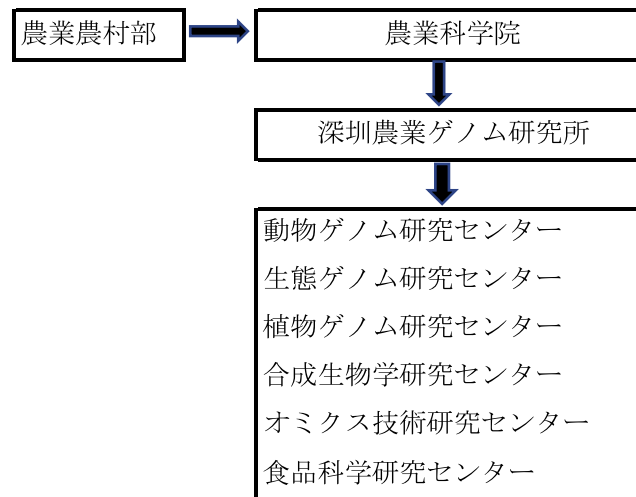 農業農村部
農業科学院
深圳農業ゲノム研究所
動物ゲノム研究センター
生態ゲノム研究センター
植物ゲノム研究センター
合成生物学研究センター
オミクス技術研究センター
食品科学研究センター